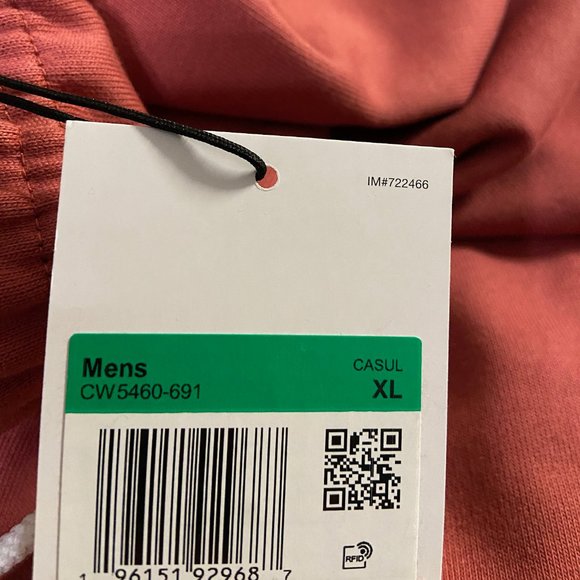 IM#722466
Mens
CASUL
CW5460-691
XL
RFID
1 96151 92968 7